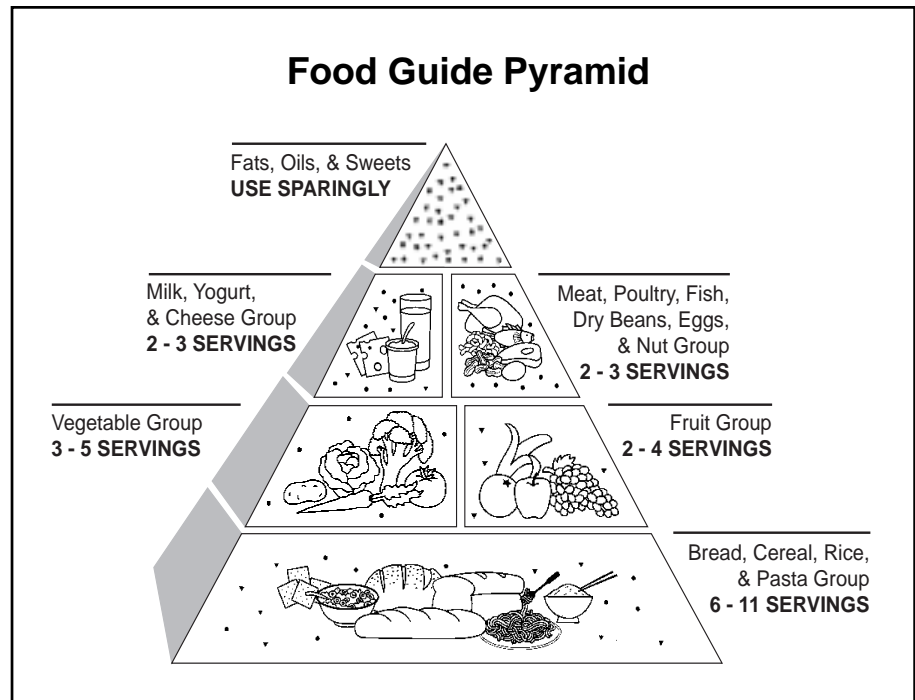 Food Guide Pyramid
Fats, Oils, & Sweets
USE SPARINGLY
Milk, Yogurt,
& Cheese Group
2 - 3 SERVINGS
Meat, Poultry, Fish,
Dry Beans, Eggs,
& Nut Group
2 - 3 SERVINGS
Vegetable Group
3 - 5 SERVINGS
Fruit Group
2 - 4 SERVINGS
Bread, Cereal, Rice,
& Pasta Group
6 - 11 SERVINGS